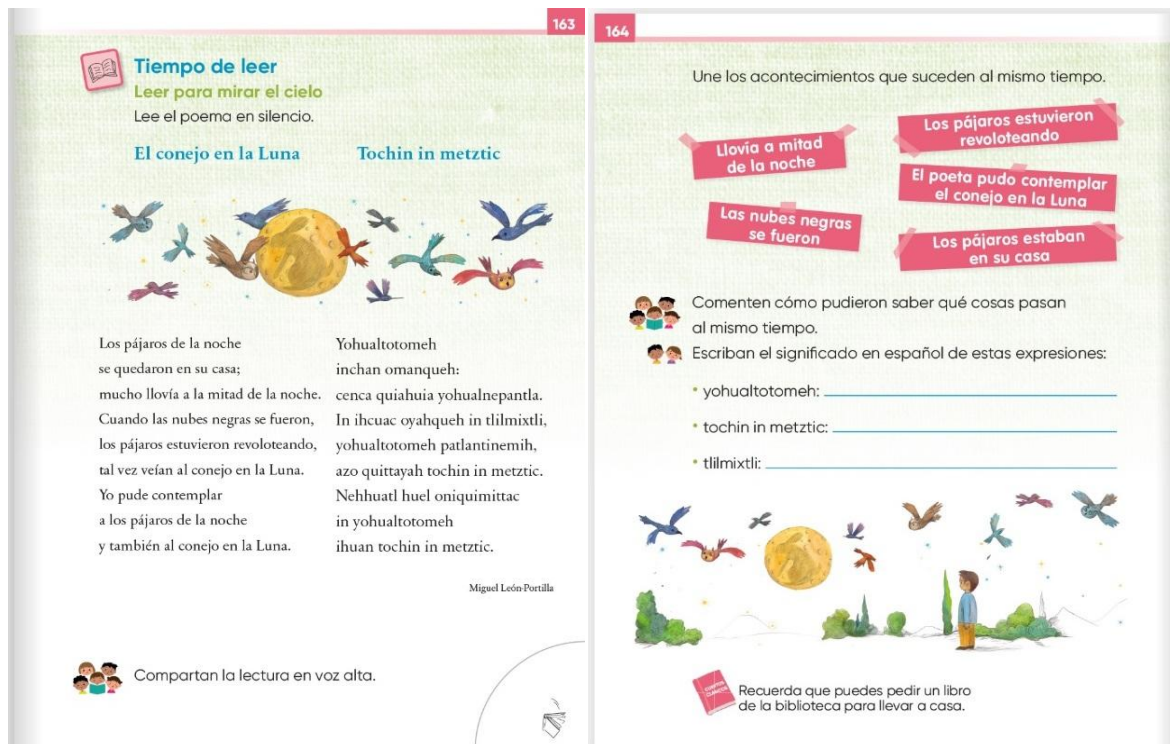 163
Tiempo de leer
Leer para mirar el cielo
Lee el poema en silencio.
El conejo en la Luna
Los pájaros de la noche
se quedaron en su casa;
mucho llovía a la mitad de la noche.
Cuando las nubes negras se fueron,
los pájaros estuvieron revoloteando,
tal vez veían al conejo en la Luna.
Yo pude contemplar
a los pájaros de la noche
y también al conejo en la Luna.
Tochin in metztic
Yohualtotomeh
inchan omanqueh:
cenca quiahuia yohualnepantla.
In ihcuac oyahqueh in tlilmixtli,
yohualtotomeh patlantinemih,
azo quittayah tochin in metztic.
Nehhuatl huel oniquimittac
in yohualtotomeh
ihuan tochin in metztic.
Miguel León-Portilla
Compartan la lectura en voz alta.
164
Une los acontecimientos que suceden al mismo tiempo.
Llovía a mitad
de la noche
Las nubes negras
se fueron
Los pájaros estuvieron
revoloteando
El poeta pudo contemplar
el conejo en la Luna
Los pájaros estaban
en su casa
Comenten cómo pudieron saber qué cosas pasan
al mismo tiempo.
Escriban el significado en español de estas expresiones:
• yohualtotomeh:
• tochin in metztic:
• tlilmixtli:
CUENTOS
CLÁSICOS
Recuerda que puedes pedir un libro
de la biblioteca para llevar a casa.